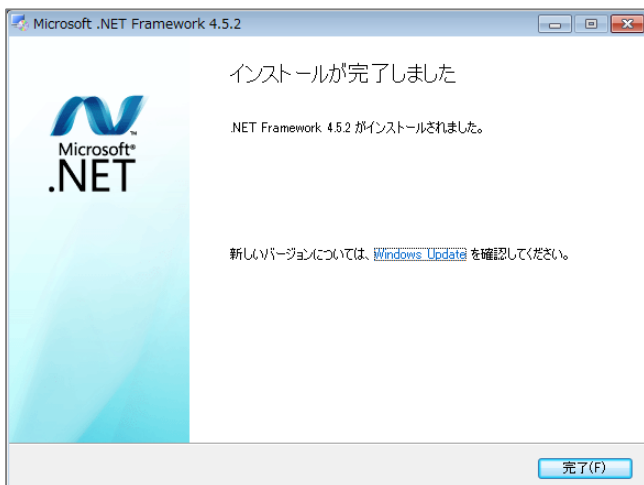 Microsoft .NET Framework 4.5.2
インストールが完了しました
.NET Framework 4.5.2 がインストールされました。
Microsoft®
.NET™
新しいバージョンについては、Windows Update を確認してください。
完了(F)